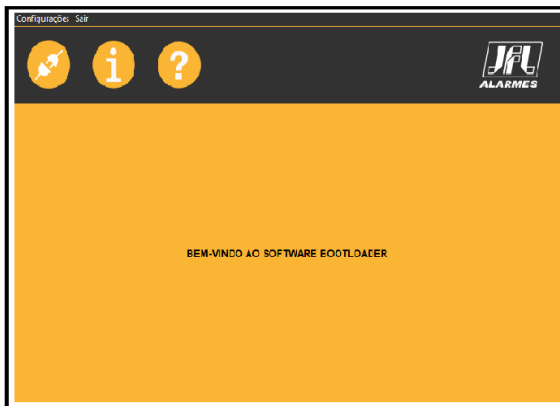 Configurações Sair
JFL
ALARMES
BEM-VINDO AO SOFTWARE BOOTLOADER